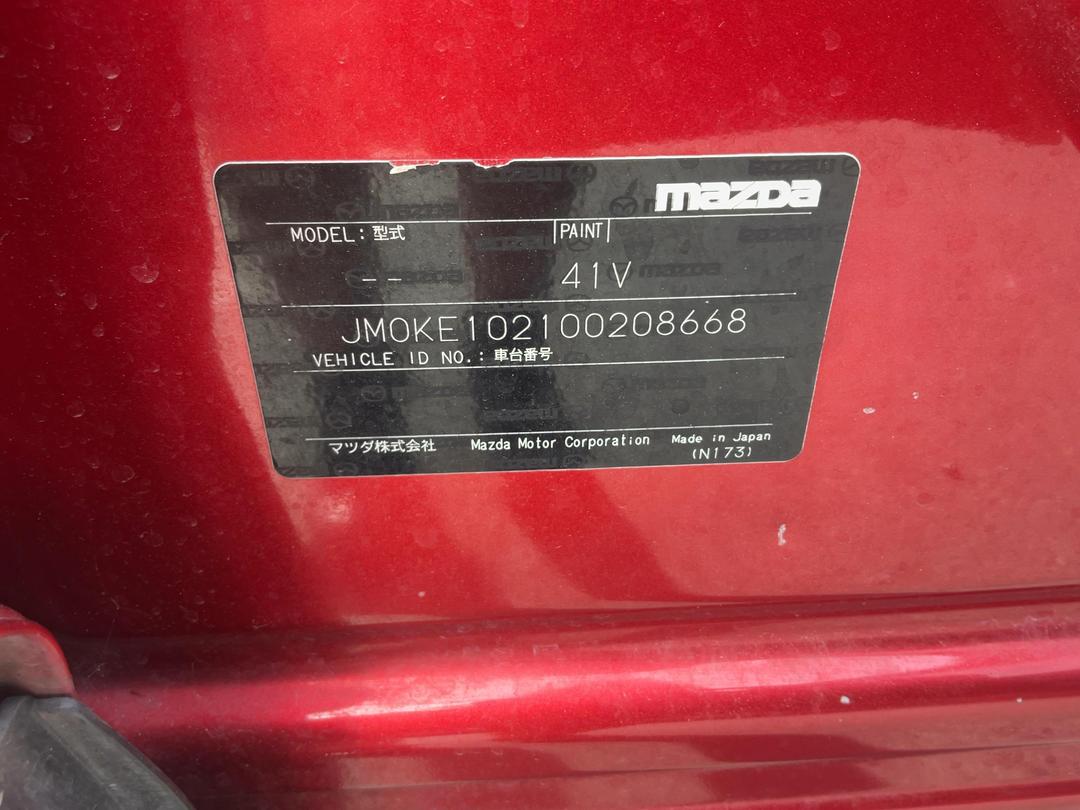 mazda
MODEL: 型式 PAINT
-- 41V
JM0KE102100208668
VEHICLE ID NO.: 車台番号
マツダ株式会社 Mazda Motor Corporation Made in Japan
(N173)